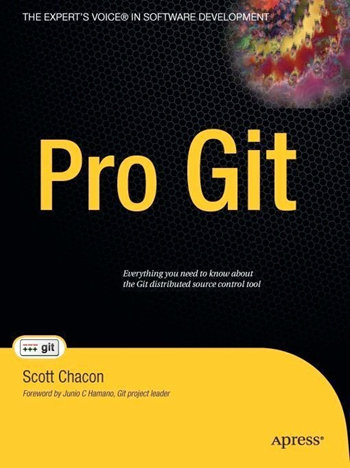 THE EXPERT'S VOICE® IN SOFTWARE DEVELOPMENT
Pro Git
Everything you need to know about
the Git distributed source control tool
git
Scott Chacon
Foreword by Junio C Hamano, Git project leader
Apress®